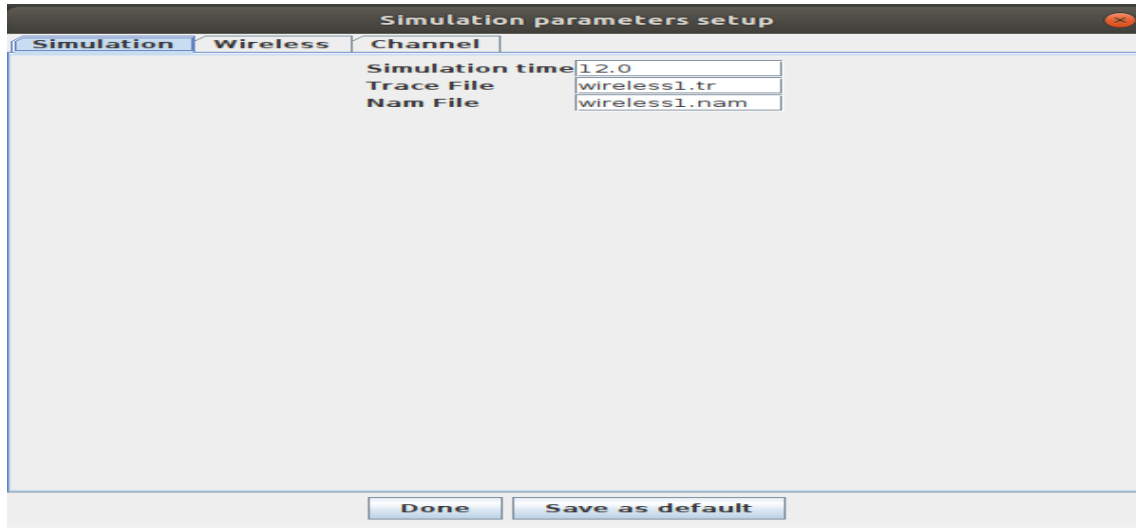 Simulation parameters setup
Simulation Wireless Channel
Simulation time 12.0
Trace File wireless1.tr
Nam File wireless1.nam
Done Save as default